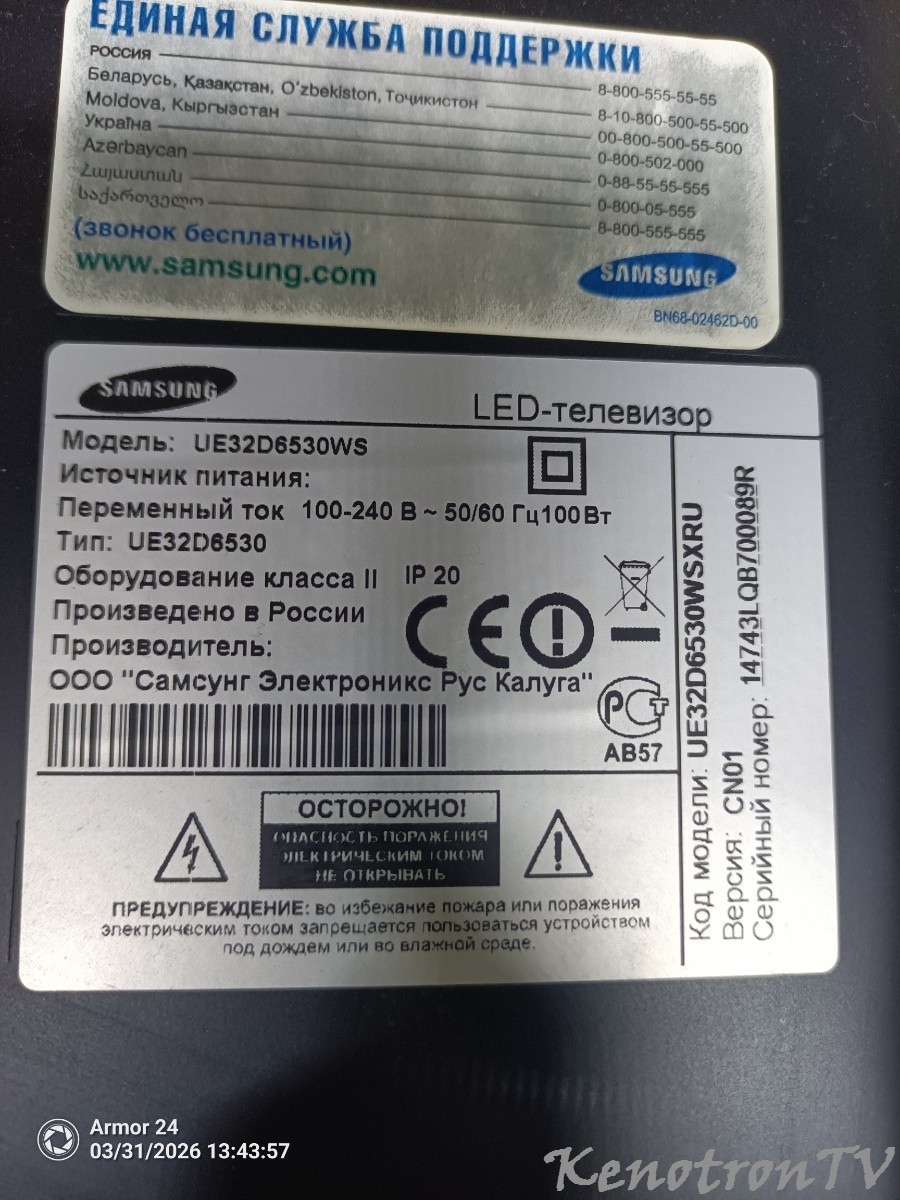 ЕДИНАЯ СЛУЖБА ПОДДЕРЖКИ
РОССИЯ 8-800-555-55-55
Беларусь, Қазақстан, O'zbekiston, Тоҷикистон 8-10-800-500-55-500
Moldova, Кыргызстан 00-800-500-55-500
Україна 0-800-502-000
Azərbaycan 0-88-55-55-555
Հայաստան 0-800-05-555
საქართველო 8-800-555-555
(звонок бесплатный)
www.samsung.com
SAMSUNG
BN68-02462D-00
SAMSUNG
LED-телевизор
Модель: UE32D6530WS
Источник питания:
Переменный ток 100-240 В ~ 50/60 Гц100Вт
Тип: UE32D6530
Оборудование класса II IP 20
Произведено в России
Производитель:
ООО "Самсунг Электроникс Рус Калуга"
CE
РСТ
АВ57
ОСТОРОЖНО!
ОПАСНОСТЬ ПОРАЖЕНИЯ
ЭЛЕКТРИЧЕСКИМ ТОКОМ
НЕ ОТКРЫВАТЬ
ПРЕДУПРЕЖДЕНИЕ: во избежание пожара или поражения
электрическим током запрещается пользоваться устройством
под дождем или во влажной среде.
Код модели: UE32D6530WSXRU
Версия: CN01
Серийный номер: 14743LQB700089R
Armor 24
03/31/2026 13:43:57
KenotronTV